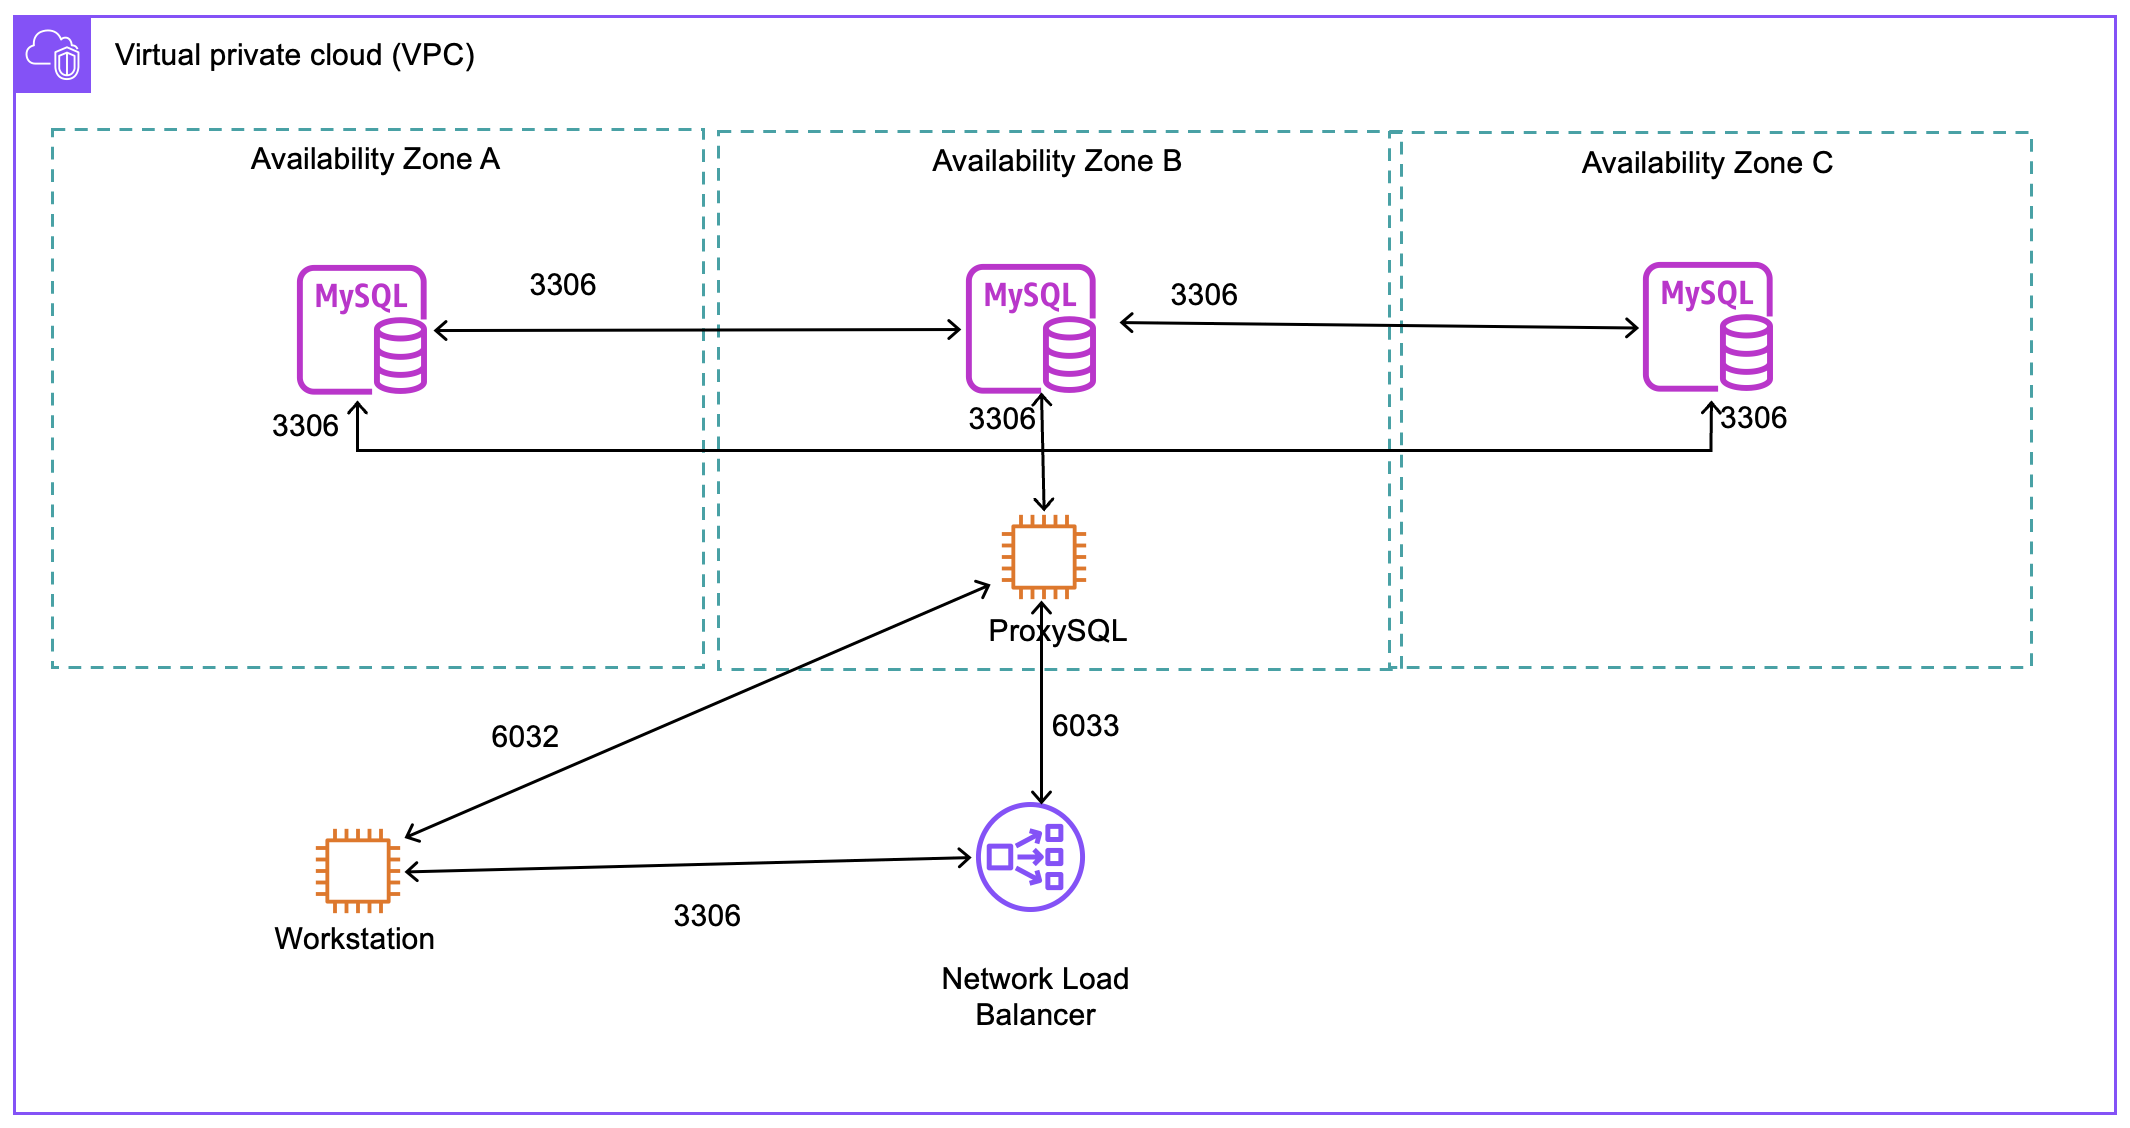 Virtual private cloud (VPC)
Availability Zone A
Availability Zone B
Availability Zone C
MySQL
3306
MySQL
3306
MySQL
3306
3306
3306
ProxySQL
6032
6033
Workstation
3306
Network Load
Balancer